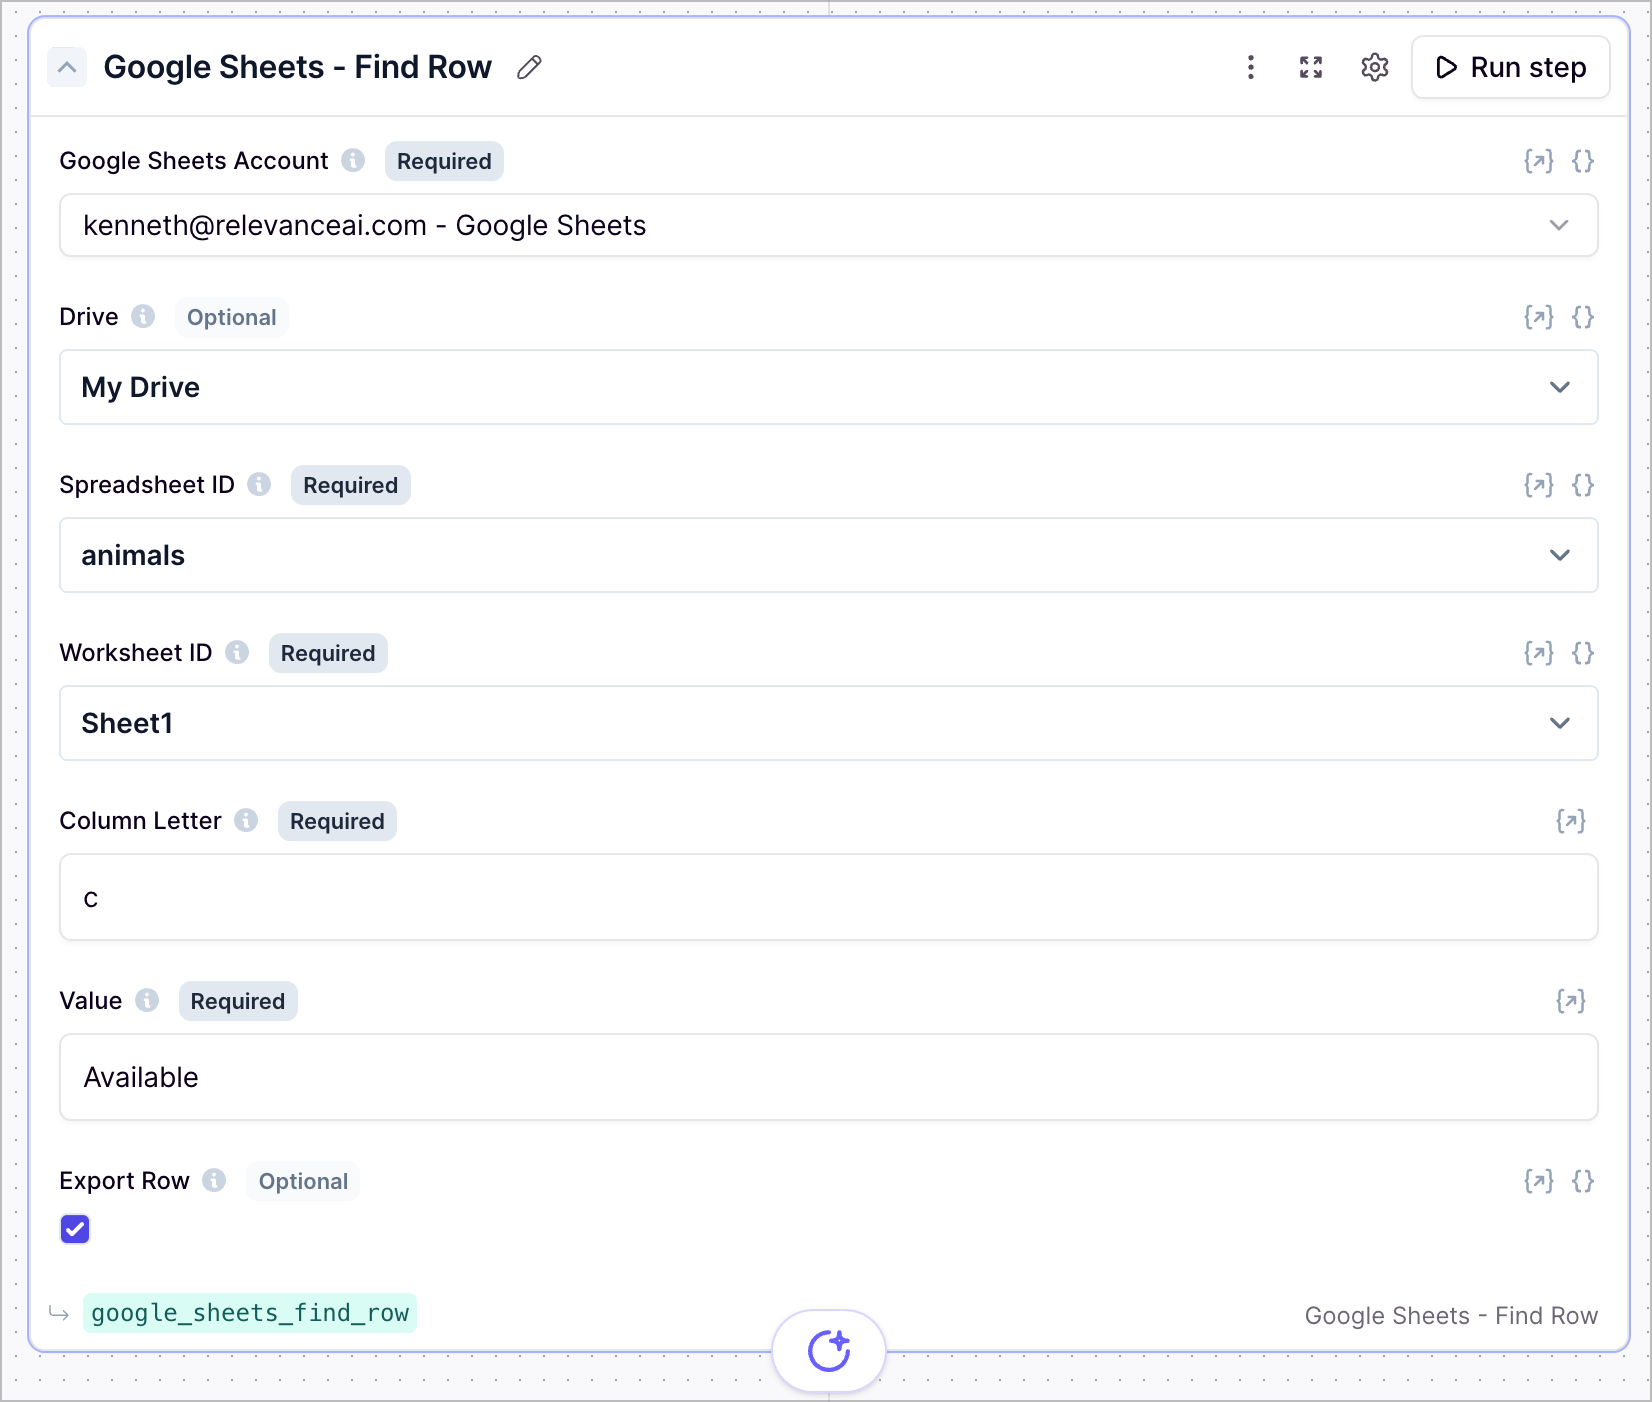 Google Sheets - Find Row
Run step
Google Sheets Account Required
kenneth@relevanceai.com - Google Sheets
Drive Optional
My Drive
Spreadsheet ID Required
animals
Worksheet ID Required
Sheet1
Column Letter Required
c
Value Required
Available
Export Row Optional
google_sheets_find_row
Google Sheets - Find Row